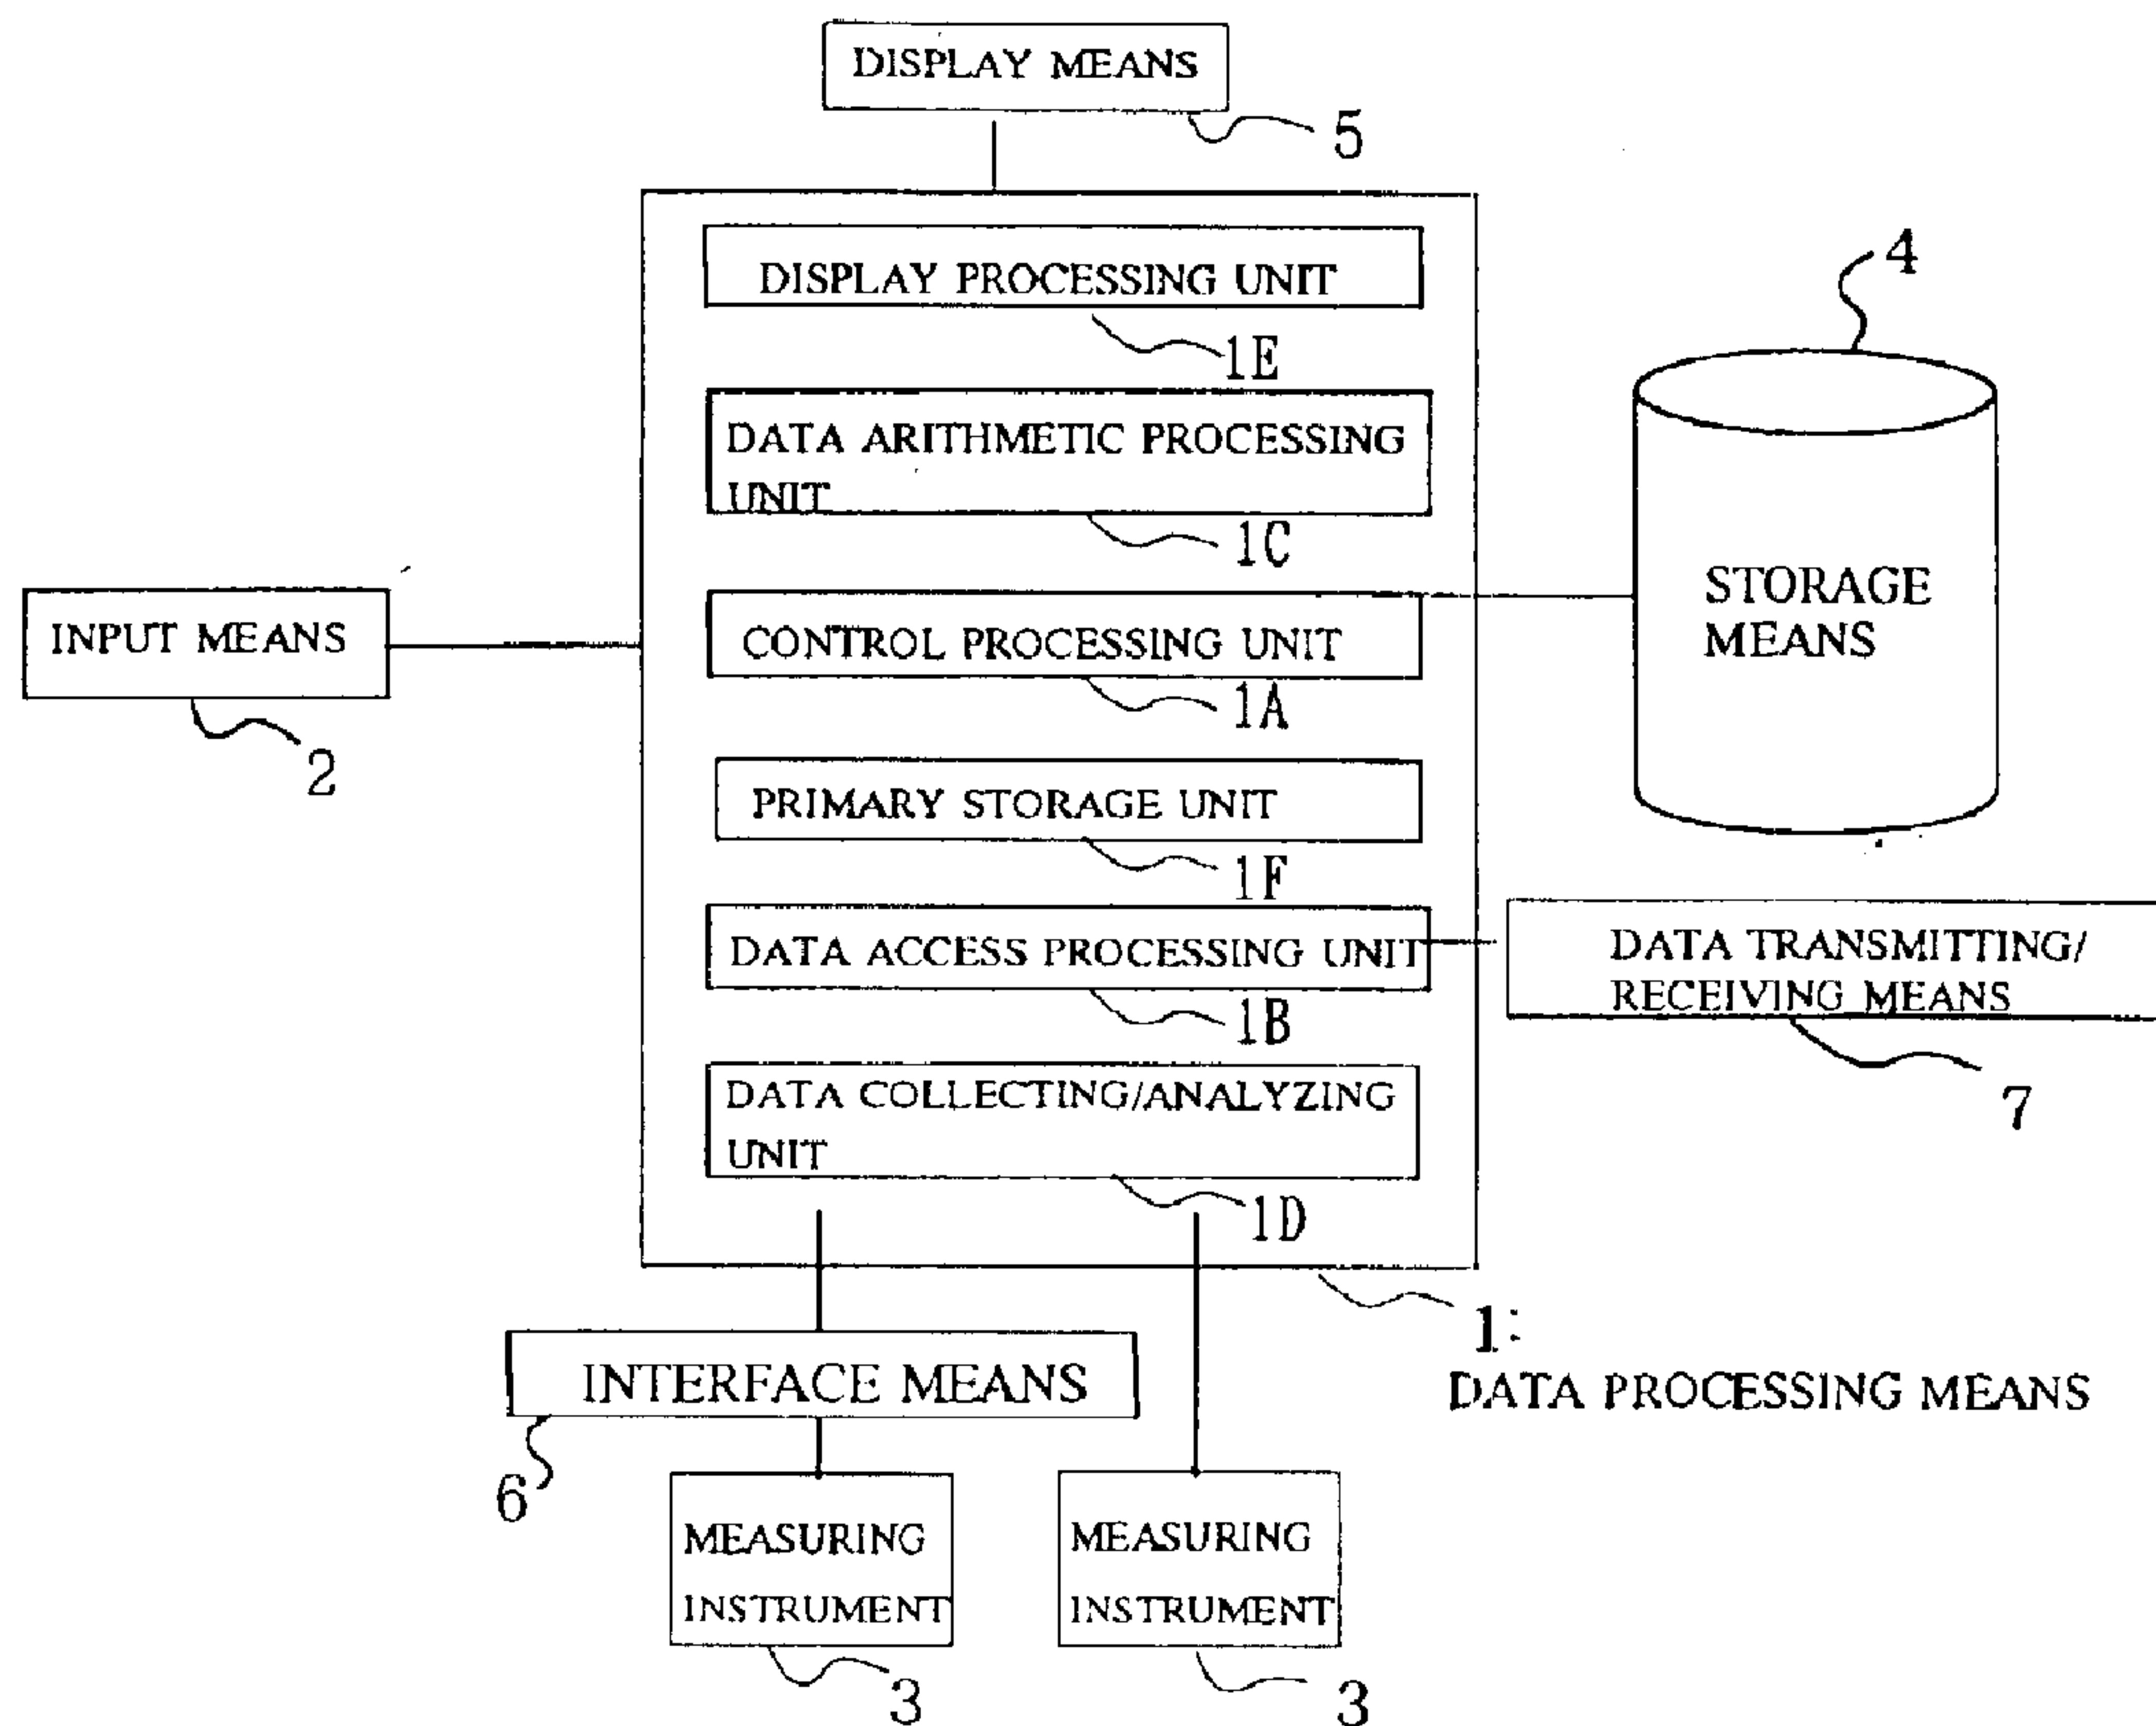 DISPLAY MEANS
5
DISPLAY PROCESSING UNIT
1E
4
DATA ARITHMETIC PROCESSING
UNIT
1C
STORAGE
MEANS
INPUT MEANS
2
CONTROL PROCESSING UNIT
1A
PRIMARY STORAGE UNIT
1F
DATA ACCESS PROCESSING UNIT
1B
DATA TRANSMITTING/
RECEIVING MEANS
7
DATA COLLECTING/ANALYZING
UNIT
1D
1:
DATA PROCESSING MEANS
INTERFACE MEANS
6
MEASURING
INSTRUMENT
3
MEASURING
INSTRUMENT
3